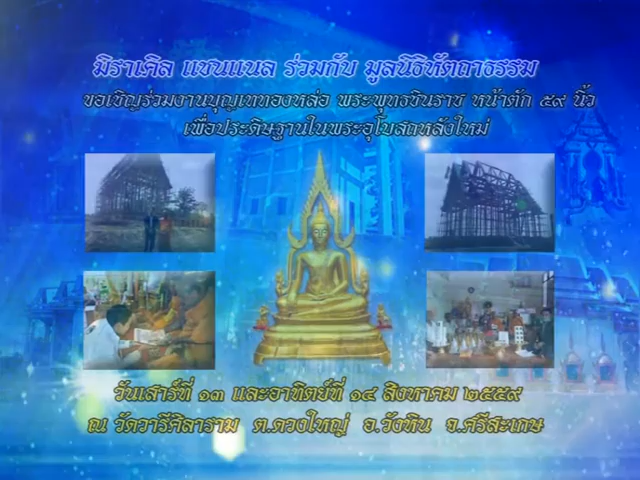 มิราเคิล แชนแนล ร่วมกับ มูลนิธิหัตถาธรรม
ขอเชิญร่วมงานบุญเททองหล่อ พระพุทธชินราช หน้าตัก ๕๙ นิ้ว
เพื่อประดิษฐานในพระอุโบสถหลังใหม่
วันเสาร์ที่ ๑๓ และอาทิตย์ที่ ๑๔ สิงหาคม ๒๕๕๙
ณ วัดวารีศิลาราม ต.ดวงใหญ่ อ.วังหิน จ.ศรีสะเกษ